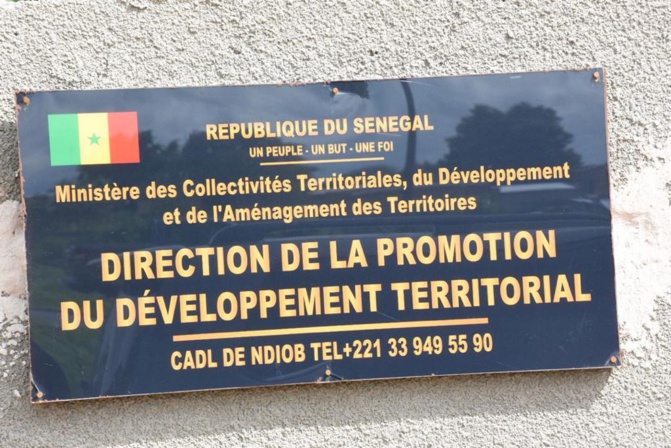 REPUBLIQUE DU SENEGAL
UN PEUPLE - UN BUT - UNE FOI
Ministère des Collectivités Territoriales, du Développement
et de l'Aménagement des Territoires
DIRECTION DE LA PROMOTION
DU DÉVELOPPEMENT TERRITORIAL
CADL DE NDIOB TEL+221 33 949 55 90